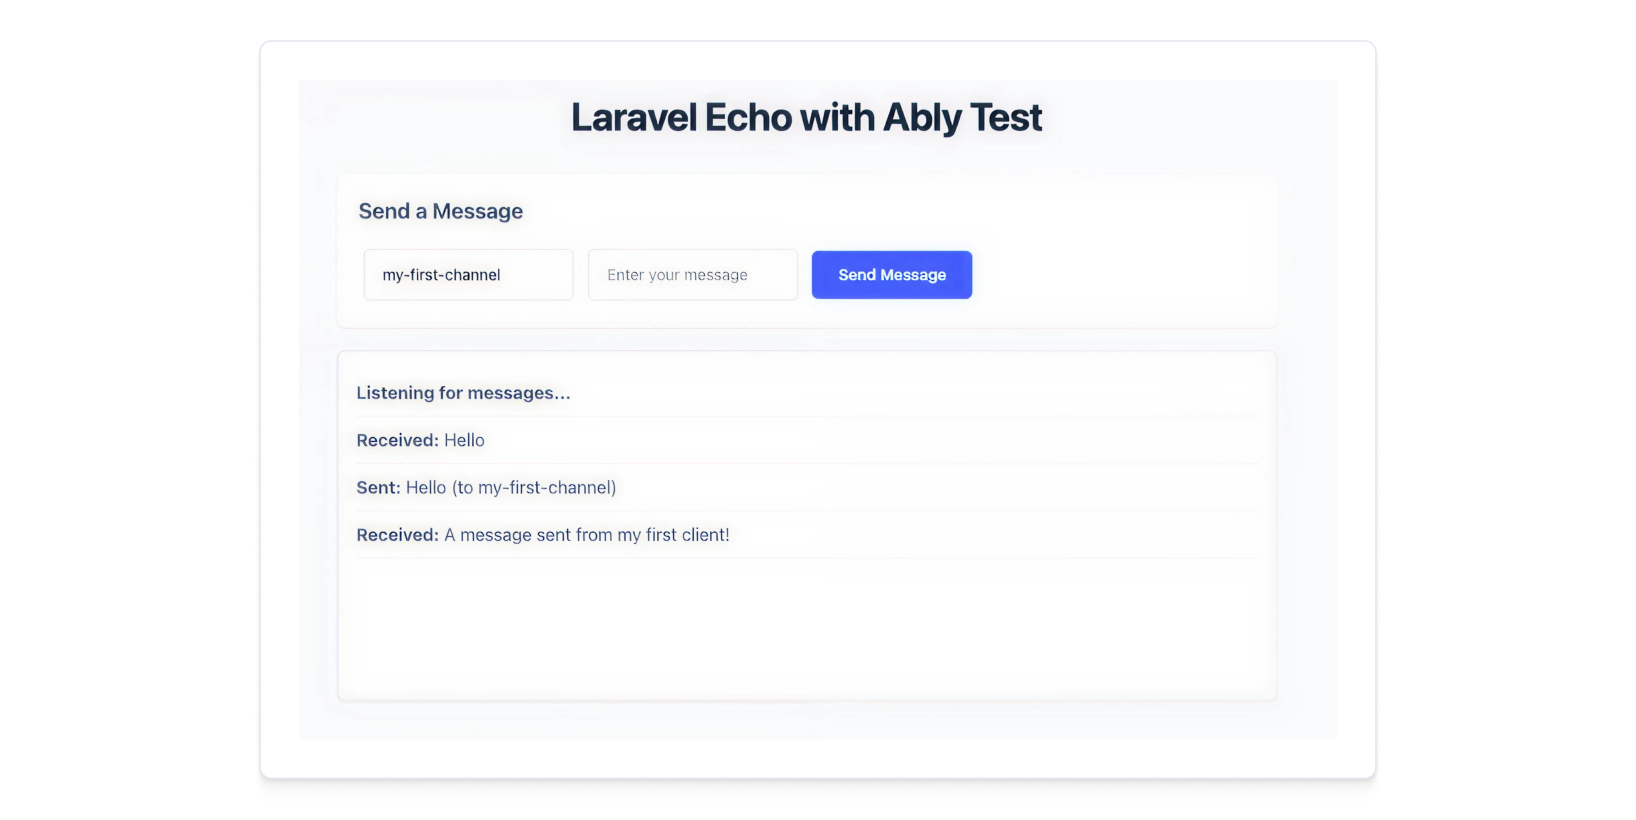 Laravel Echo with Ably Test
Send a Message
my-first-channel
Enter your message
Send Message
Listening for messages...
Received: Hello
Sent: Hello (to my-first-channel)
Received: A message sent from my first client!